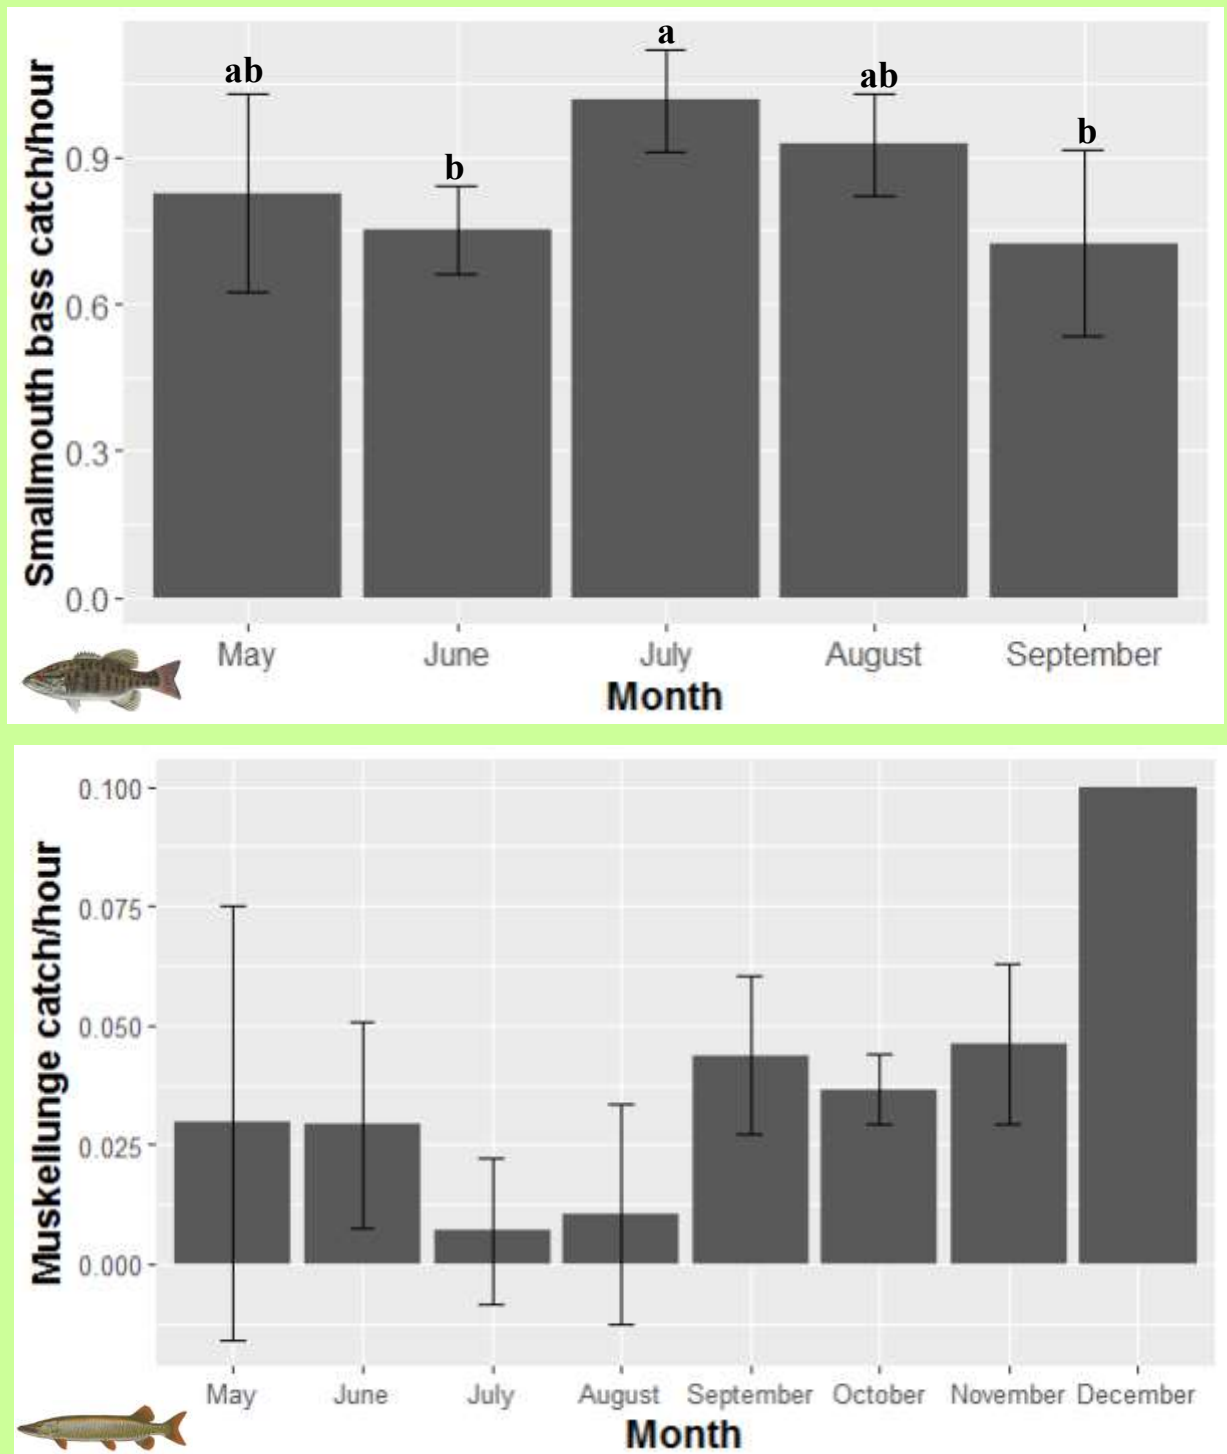 Smallmouth bass catch/hour
a
ab
ab
b
b
0.9
0.6
0.3
0.0
May June July August September
Month
Muskellunge catch/hour
0.100
0.075
0.050
0.025
0.000
May June July August September October November December
Month